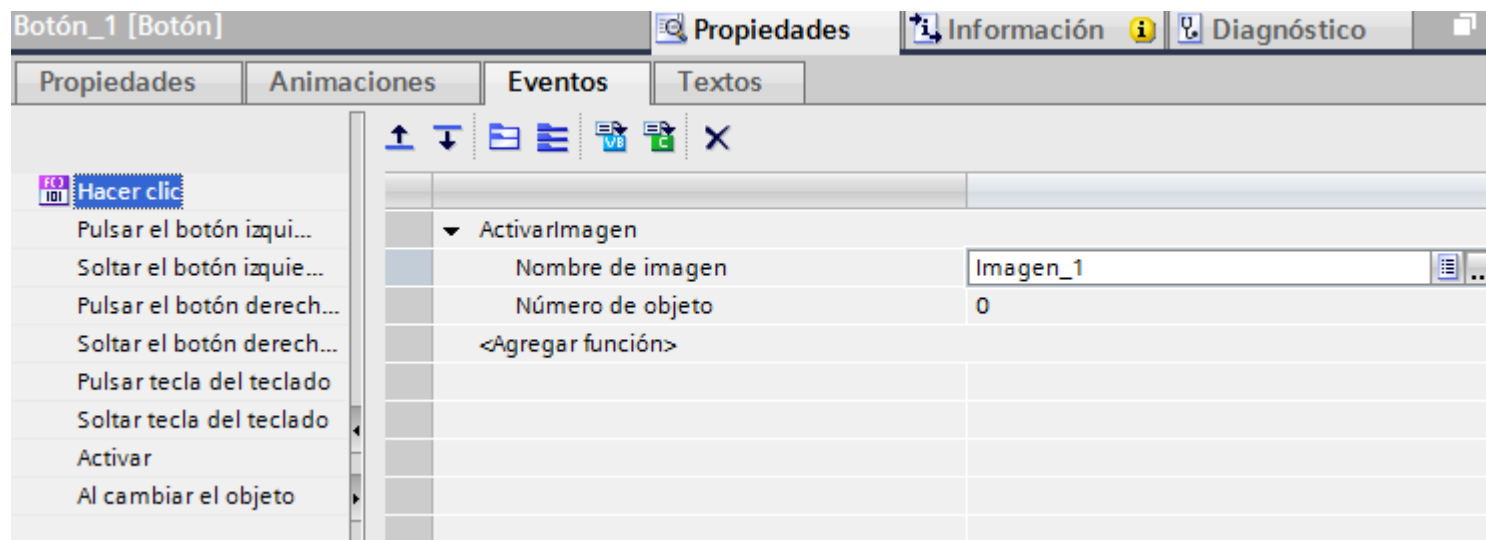 Botón_1 [Botón]
Propiedades
Información
Diagnóstico
Propiedades
Animaciones
Eventos
Textos
Hacer clic
Pulsar el botón izqui...
Soltar el botón izquie...
Pulsar el botón derech...
Soltar el botón derech...
Pulsar tecla del teclado
Soltar tecla del teclado
Activar
Al cambiar el objeto
ActivarImagen
Nombre de imagen Imagen_1 ...
Número de objeto 0
<Agregar función>